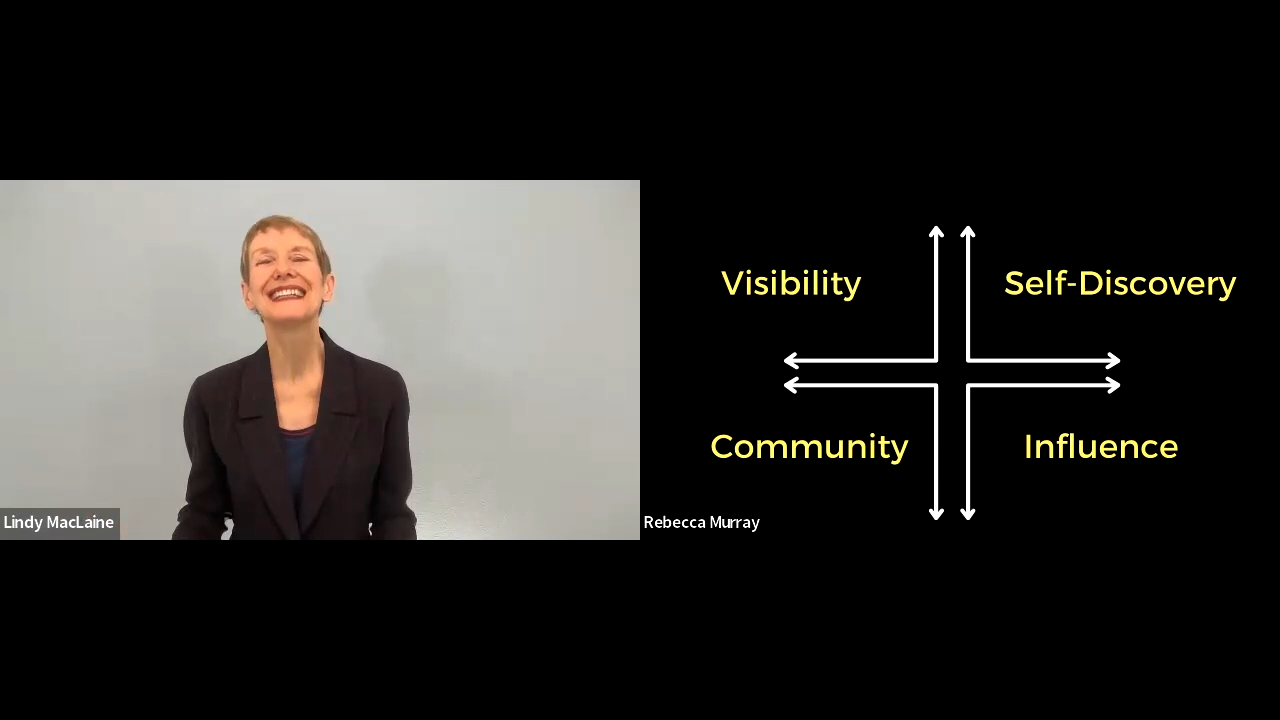 Visibility
Self-Discovery
Community
Influence
Lindy MacLaine
Rebecca Murray